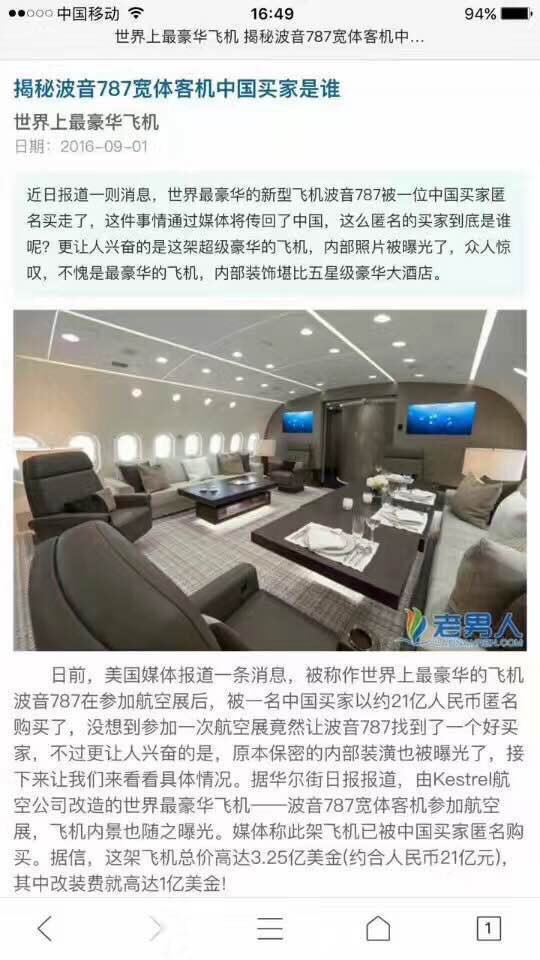 中国移动
16:49
94%
世界上最豪华飞机 揭秘波音787宽体客机中...
揭秘波音787宽体客机中国买家是谁
世界上最豪华飞机
日期：2016-09-01
近日报道一则消息，世界最豪华的新型飞机波音787被一位中国买家匿
名买走了，这件事情通过媒体将传回了中国，这么匿名的买家到底是谁
呢？更让人兴奋的是这架超级豪华的飞机，内部照片被曝光了，众人惊
叹，不愧是最豪华的飞机，内部装饰堪比五星级豪华大酒店。
老男人
日前，美国媒体报道一条消息，被称作世界上最豪华的飞机
波音787在参加航空展后，被一名中国买家以约21亿人民币匿名
购买了，没想到参加一次航空展竟然让波音787找到了一个好买
家，不过更让人兴奋的是，原本保密的内部装潢也被曝光了，接
下来让我们来看看具体情况。据华尔街日报报道，由Kestrel航
空公司改造的世界最豪华飞机——波音787宽体客机参加航空
展，飞机内景也随之曝光。媒体称此架飞机已被中国买家匿名购
买。据信，这架飞机总价高达3.25亿美金(约合人民币21亿元)，
其中改装费就高达1亿美金!
1